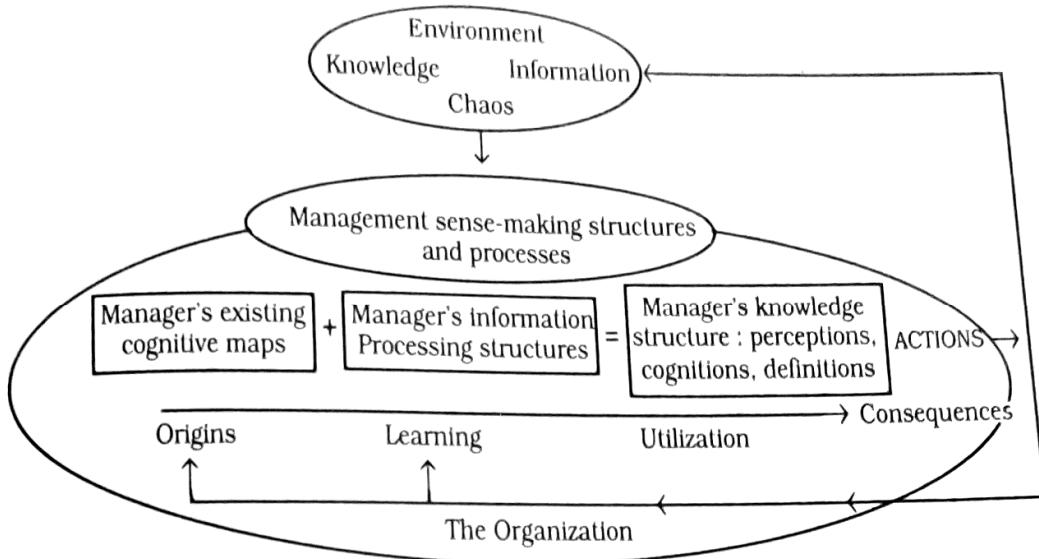 Environment
Knowledge Information
Chaos
Management sense-making structures
and processes
Manager's existing
cognitive maps
+
Manager's information
Processing structures
=
Manager's knowledge
structure : perceptions,
cognitions, definitions
ACTIONS
Consequences
Origins Learning Utilization
The Organization